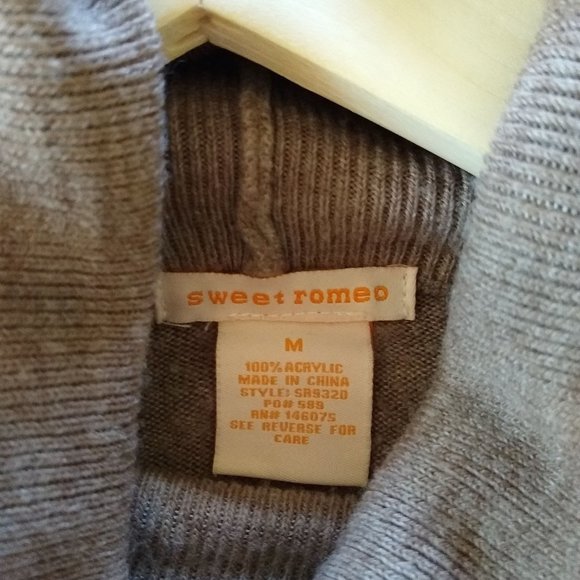 sweet romeo
M
100% ACRYLIC
MADE IN CHINA
STYLE: SR9320
PO# 589
RN# 146075
SEE REVERSE FOR
CARE